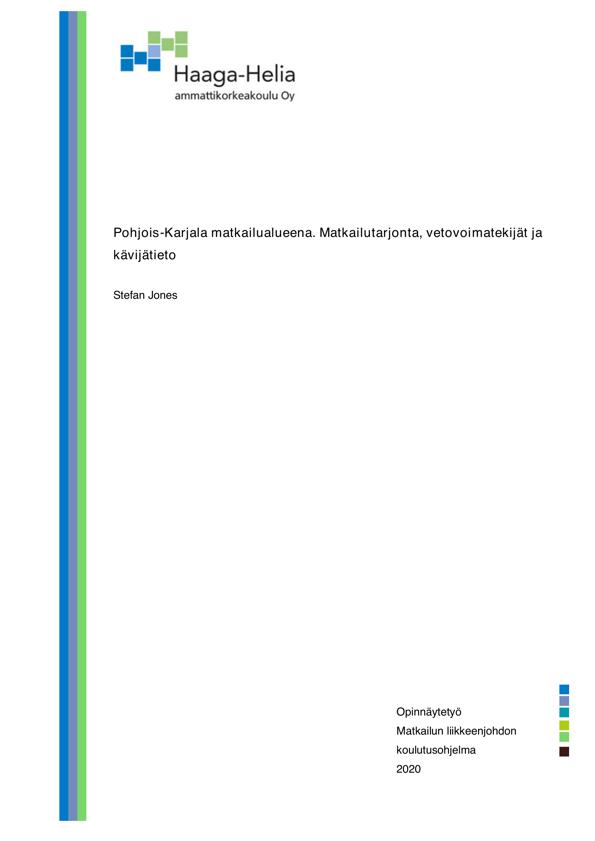 Haaga-Helia
ammattikorkeakoulu Oy
Pohjois-Karjala matkailualueena. Matkailutarjonta, vetovoimatekijät ja
kävijätieto
Stefan Jones
Opinnäytetyö
Matkailun liikkeenjohdon
koulutusohjelma
2020